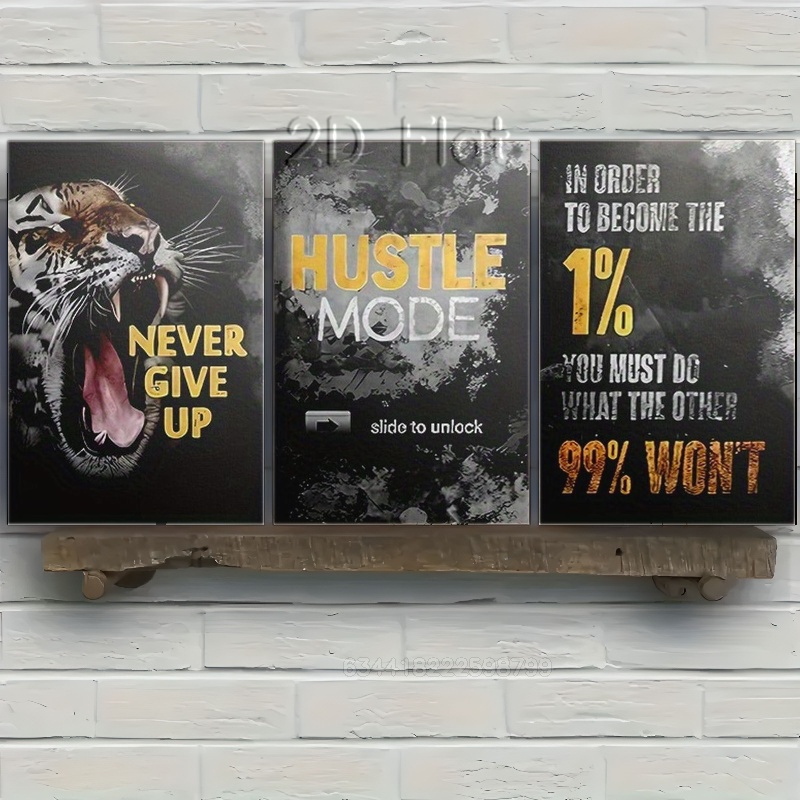 2D Flat
NEVER
GIVE
UP
HUSTLE
MODE
slide to unlock
IN ORDER
TO BECOME THE
1%
YOU MUST DO
WHAT THE OTHER
99% WON'T